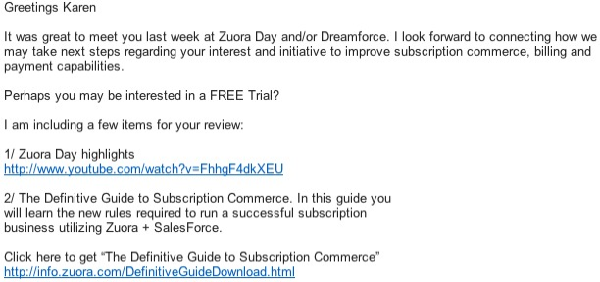 Greetings Karen
It was great to meet you last week at Zuora Day and/or Dreamforce. I look forward to connecting how we
may take next steps regarding your interest and initiative to improve subscription commerce, billing and
payment capabilities.
Perhaps you may be interested in a FREE Trial?
I am including a few items for your review:
1/ Zuora Day highlights
http://www.youtube.com/watch?v=FhhgF4dkXEU
2/ The Defintive Guide to Subscription Commerce. In this guide you
will learn the new rules required to run a successful subscription
business utilizing Zuora + SalesForce.
Click here to get “The Definitive Guide to Subscription Commerce”
http://info.zuora.com/DefinitiveGuideDownload.html